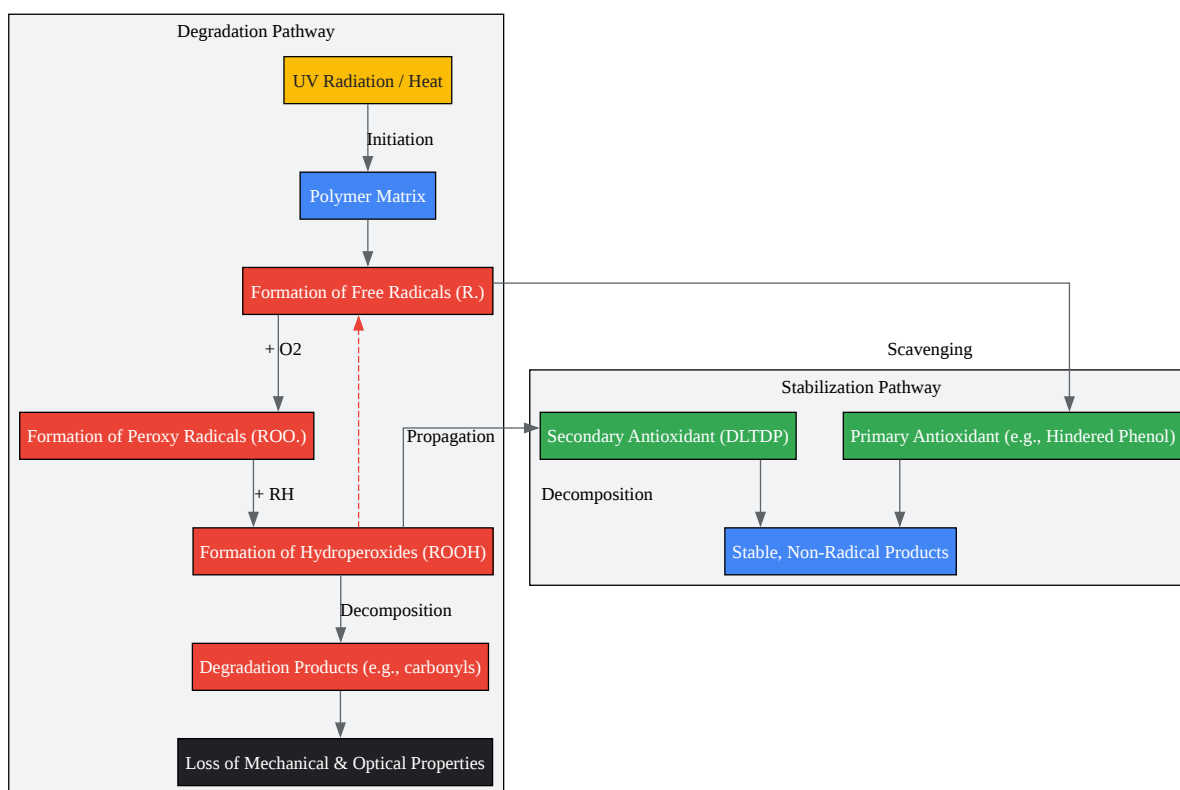 Degradation Pathway
UV Radiation / Heat
Initiation
Polymer Matrix
Formation of Free Radicals (R.)
+ O2
Scavenging
Stabilization Pathway
Formation of Peroxy Radicals (ROO.)
Propagation
Secondary Antioxidant (DLTDP)
Primary Antioxidant (e.g., Hindered Phenol)
+ RH
Decomposition
Formation of Hydroperoxides (ROOH)
Stable, Non-Radical Products
Decomposition
Degradation Products (e.g., carbonyls)
Loss of Mechanical & Optical Properties